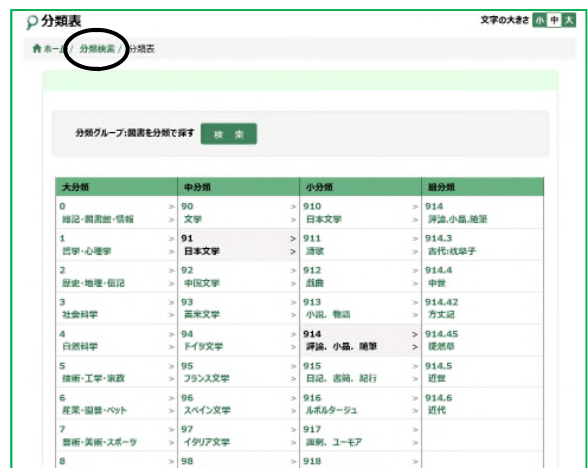 分類表
文字の大きさ 小 中 大
ホーム / 分類検索 / 分類表
分類グループ:図書を分類で探す 検 索
大分類 中分類 小分類 細分類
0 > 90 > 910 > 914
総記・図書館・情報 > 文学 > 日本文学 > 評論.小品.随筆
1 > 91 > 911 > 914.3
哲学・心理学 > 日本文学 > 詩歌 > 古代:枕草子
2 > 92 > 912 > 914.4
歴史・地理・伝記 > 中国文学 > 戯曲 > 中世
3 > 93 > 913 > 914.42
社会科学 > 英米文学 > 小説．物語 > 方丈記
4 > 94 > 914 > 914.45
自然科学 > ドイツ文学 > 評論．小品．随筆 > 徒然草
5 > 95 > 915 > 914.5
技術・工学・家政 > フランス文学 > 日記．書簡．紀行 > 近世
6 > 96 > 916 > 914.6
産業・園芸・ペット > スペイン文学 > ルポルタージュ > 近代
7 > 97 > 917 >
芸術・美術・スポーツ > イタリア文学 > 箴言．ユーモア >
8 > 98 > 918 >